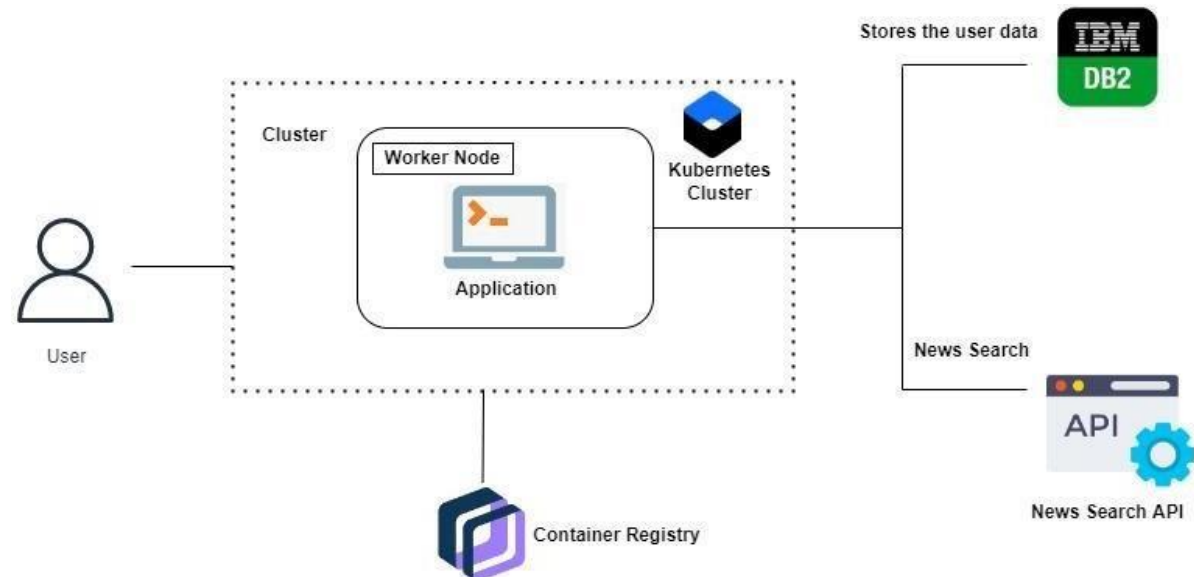 Stores the user data
IBM
DB2
Cluster
Worker Node
Kubernetes
Cluster
Application
User
News Search
API
News Search API
Container Registry